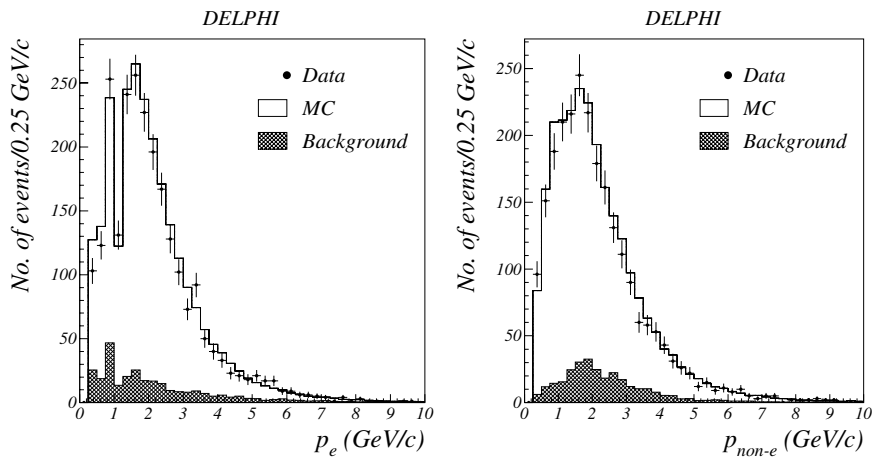 DELPHI
No. of events/0.25 GeV/c
250
200
150
100
50
0
Data
MC
Background
0 1 2 3 4 5 6 7 8 9 10
p_e (GeV/c)
DELPHI
No. of events/0.25 GeV/c
250
200
150
100
50
0
Data
MC
Background
0 1 2 3 4 5 6 7 8 9 10
p_non-e (GeV/c)